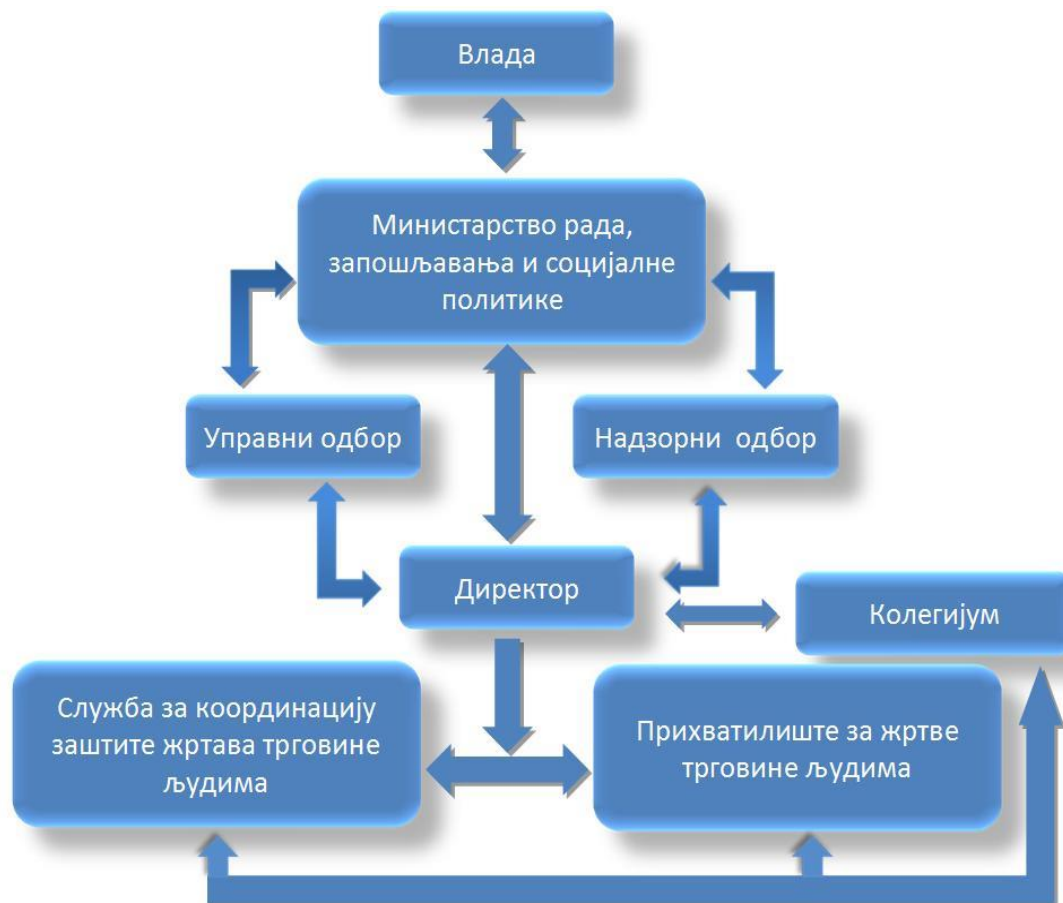 Влада
Министарство рада,
запошљавања и социјалне
политике
Управни одбор
Надзорни одбор
Директор
Колегијум
Служба за координацију
заштите жртава трговине
људима
Прихватилиште за жртве
трговине људима